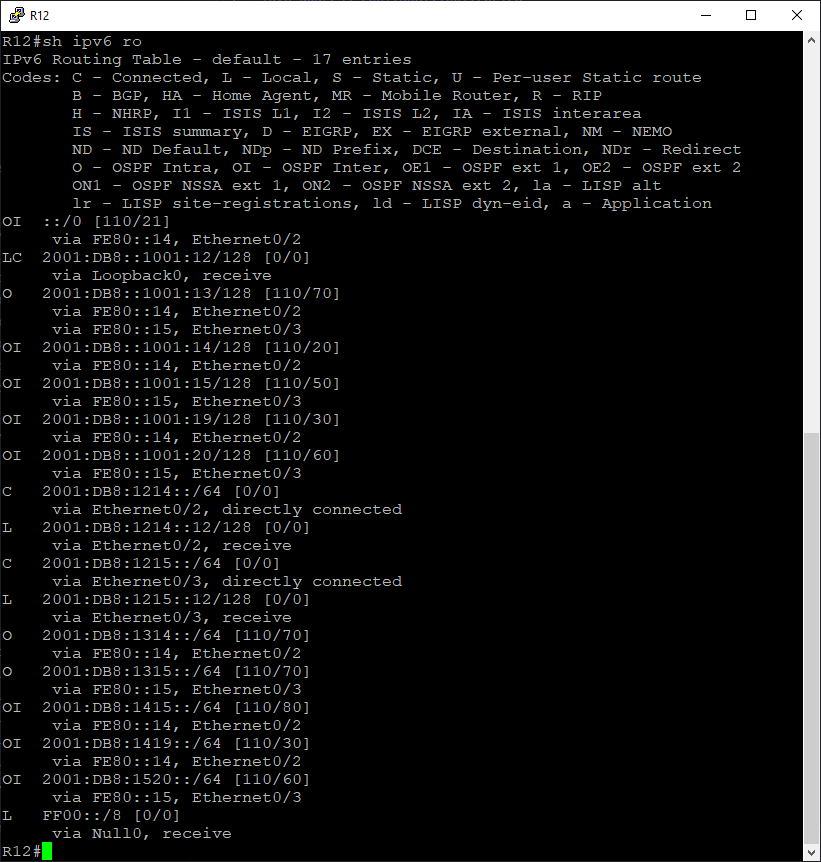 R12
R12#sh ipv6 ro
IPv6 Routing Table - default - 17 entries
Codes: C - Connected, L - Local, S - Static, U - Per-user Static route
       B - BGP, HA - Home Agent, MR - Mobile Router, R - RIP
       H - NHRP, I1 - ISIS L1, I2 - ISIS L2, IA - ISIS interarea
       IS - ISIS summary, D - EIGRP, EX - EIGRP external, NM - NEMO
       ND - ND Default, NDp - ND Prefix, DCE - Destination, NDr - Redirect
       O - OSPF Intra, OI - OSPF Inter, OE1 - OSPF ext 1, OE2 - OSPF ext 2
       ON1 - OSPF NSSA ext 1, ON2 - OSPF NSSA ext 2, la - LISP alt
       lr - LISP site-registrations, ld - LISP dyn-eid, a - Application
OI  ::/0 [110/21]
     via FE80::14, Ethernet0/2
LC  2001:DB8::1001:12/128 [0/0]
     via Loopback0, receive
O   2001:DB8::1001:13/128 [110/70]
     via FE80::14, Ethernet0/2
     via FE80::15, Ethernet0/3
OI  2001:DB8::1001:14/128 [110/20]
     via FE80::14, Ethernet0/2
OI  2001:DB8::1001:15/128 [110/50]
     via FE80::15, Ethernet0/3
OI  2001:DB8::1001:19/128 [110/30]
     via FE80::14, Ethernet0/2
OI  2001:DB8::1001:20/128 [110/60]
     via FE80::15, Ethernet0/3
C   2001:DB8:1214::/64 [0/0]
     via Ethernet0/2, directly connected
L   2001:DB8:1214::12/128 [0/0]
     via Ethernet0/2, receive
C   2001:DB8:1215::/64 [0/0]
     via Ethernet0/3, directly connected
L   2001:DB8:1215::12/128 [0/0]
     via Ethernet0/3, receive
O   2001:DB8:1314::/64 [110/70]
     via FE80::14, Ethernet0/2
O   2001:DB8:1315::/64 [110/70]
     via FE80::15, Ethernet0/3
OI  2001:DB8:1415::/64 [110/80]
     via FE80::14, Ethernet0/2
OI  2001:DB8:1419::/64 [110/30]
     via FE80::14, Ethernet0/2
OI  2001:DB8:1520::/64 [110/60]
     via FE80::15, Ethernet0/3
L   FF00::/8 [0/0]
     via Null0, receive
R12#